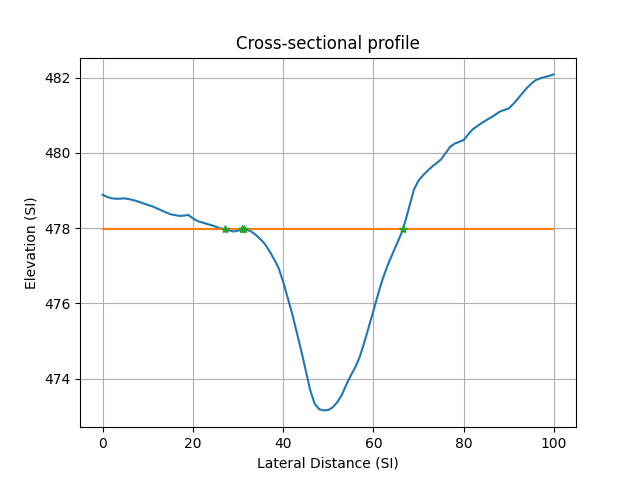 Cross-sectional profile
482
480
478
476
474
Elevation (SI)
0 20 40 60 80 100
Lateral Distance (SI)